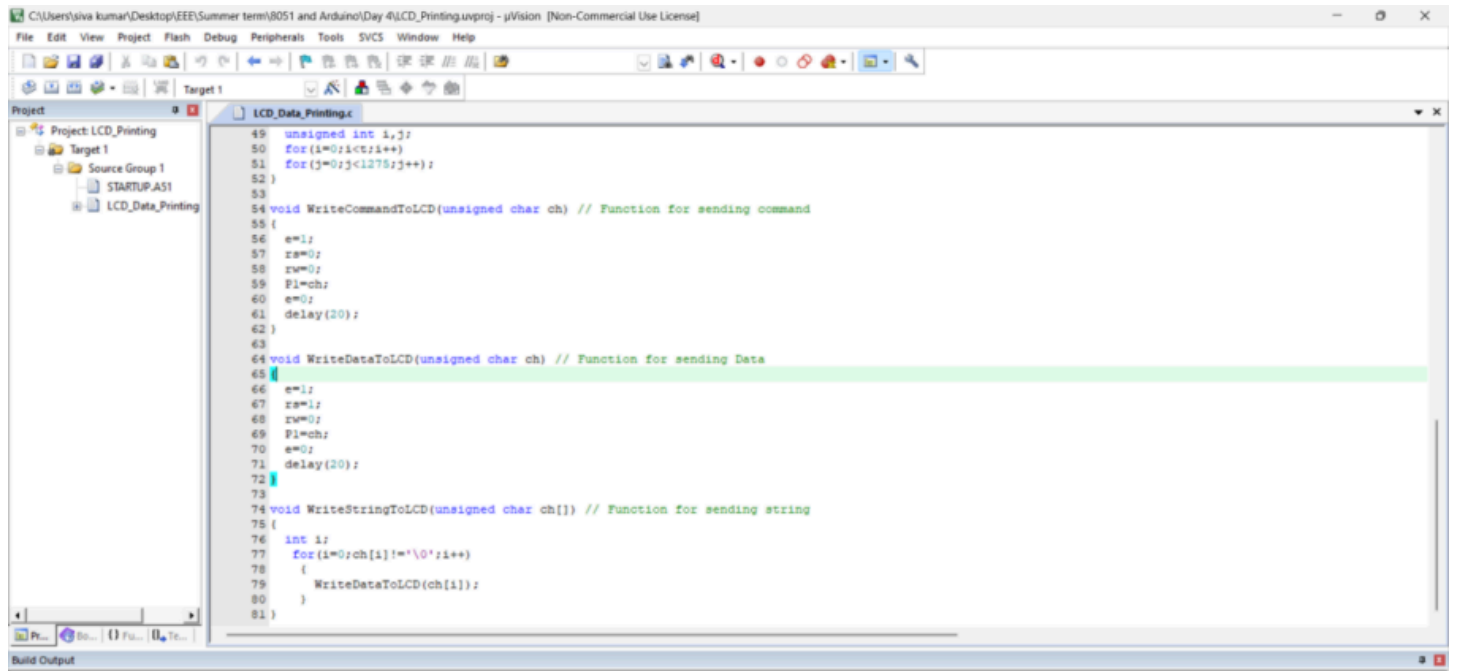 C:\Users\siva kumar\Desktop\EEE\Summer term\8051 and Arduino\Day 4\LCD_Printing.uvproj - µVision [Non-Commercial Use License]
File Edit View Project Flash Debug Peripherals Tools SVCS Window Help
Target 1
Project
LCD_Data_Printing.c
Project: LCD_Printing
Target 1
Source Group 1
STARTUP.A51
LCD_Data_Printing
49 unsigned int i,j;
50 for(i=0;i<t;i++)
51 for(j=0;j<1275;j++);
52 }
53
54 void WriteCommandToLCD(unsigned char ch) // Function for sending command
55 {
56 e=1;
57 rs=0;
58 rw=0;
59 P1=ch;
60 e=0;
61 delay(20);
62 }
63
64 void WriteDataToLCD(unsigned char ch) // Function for sending Data
65 {
66 e=1;
67 rs=1;
68 rw=0;
69 P1=ch;
70 e=0;
71 delay(20);
72 }
73
74 void WriteStringToLCD(unsigned char ch[]) // Function for sending string
75 {
76 int i;
77 for(i=0;ch[i]!='\0';i++)
78 {
79 WriteDataToLCD(ch[i]);
80 }
81 }
Pr... Bo... {} Fu... Te...
Build Output